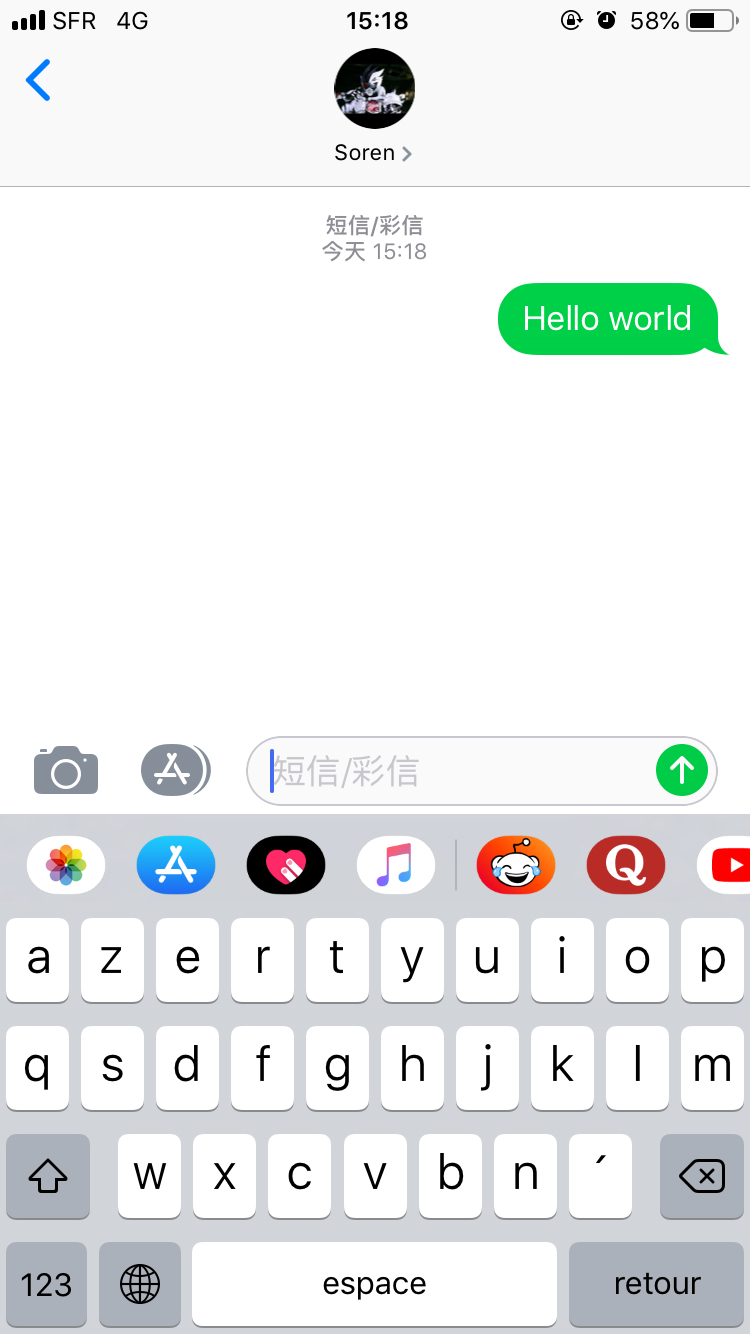 SFR 4G 15:18 58%
Soren
短信/彩信
今天 15:18
Hello world
短信/彩信
Q
a z e r t y u i o p
q s d f g h j k l m
w x c v b n ´
123 espace retour